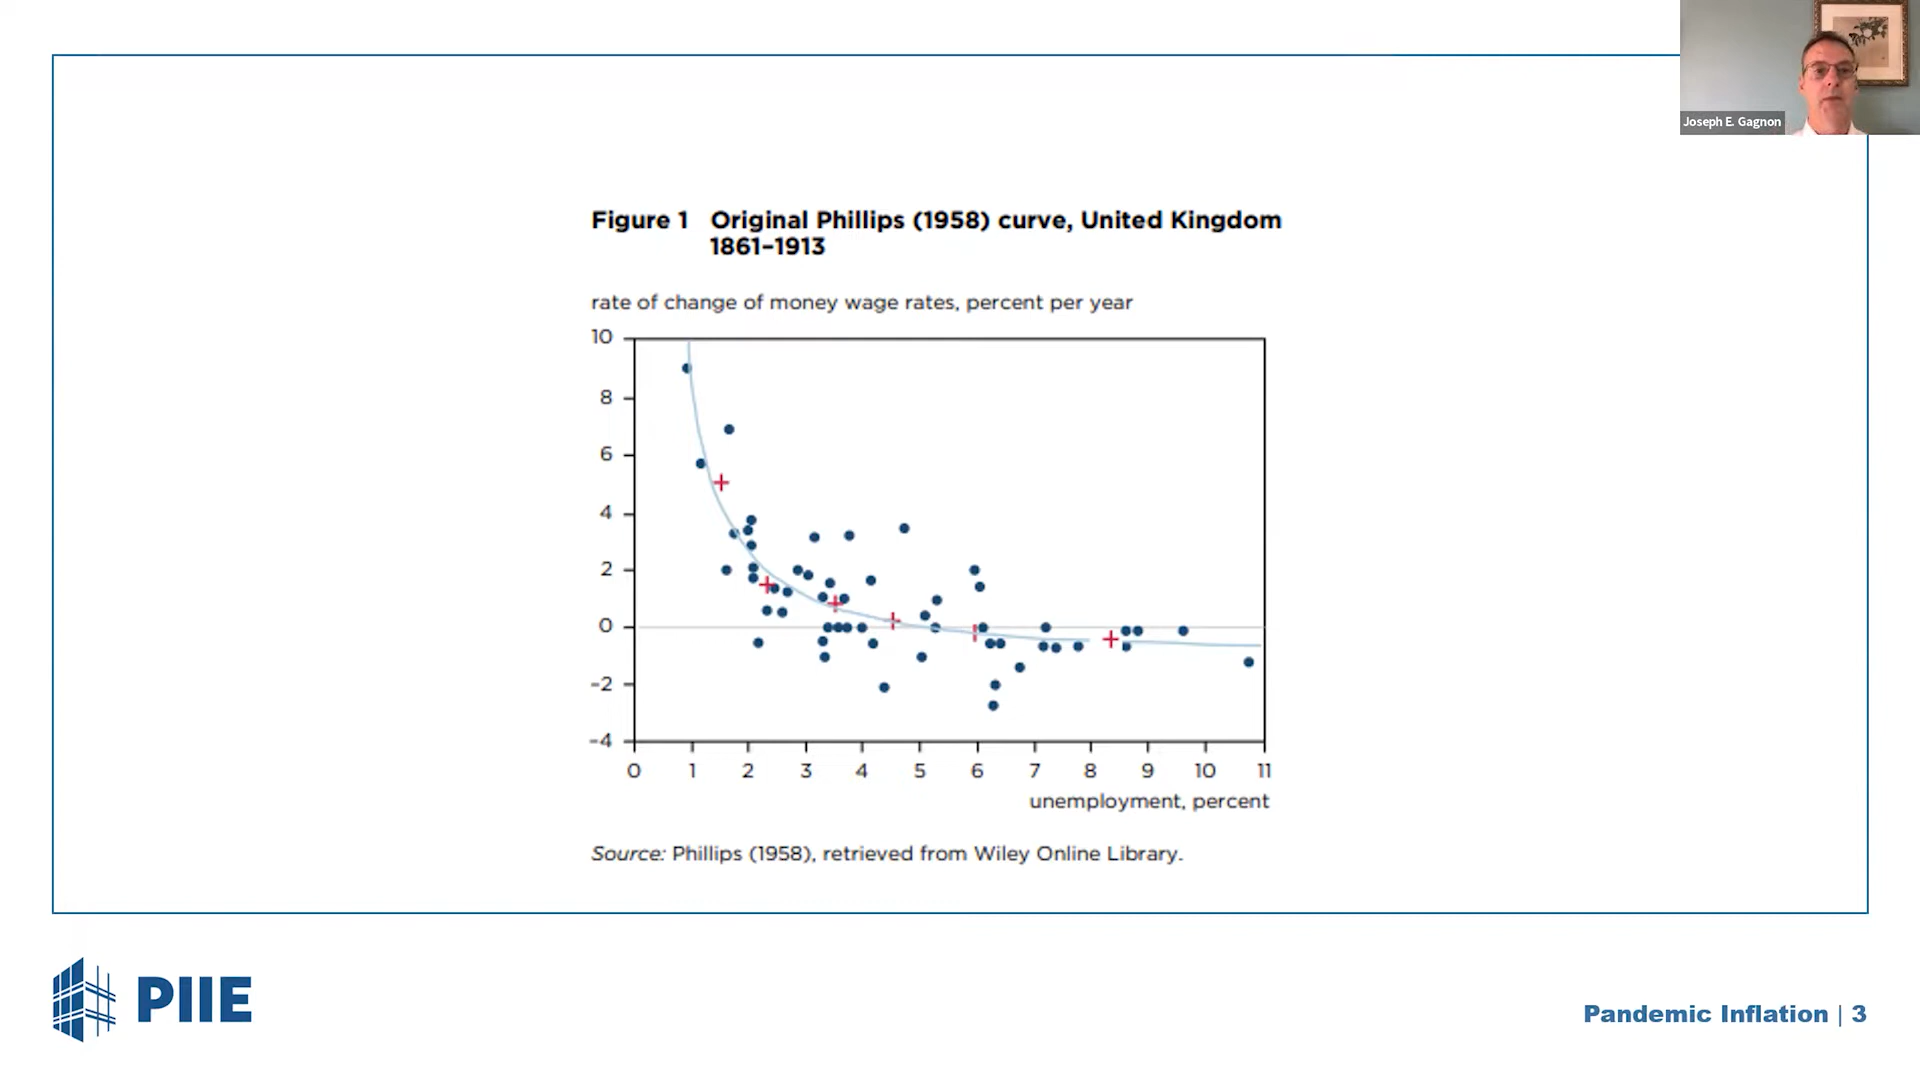 Joseph E. Gagnon
Figure 1 Original Phillips (1958) curve, United Kingdom
1861–1913
rate of change of money wage rates, percent per year
10
8
6
4
2
0
–2
–4
0 1 2 3 4 5 6 7 8 9 10 11
unemployment, percent
Source: Phillips (1958), retrieved from Wiley Online Library.
PIIE
Pandemic Inflation | 3